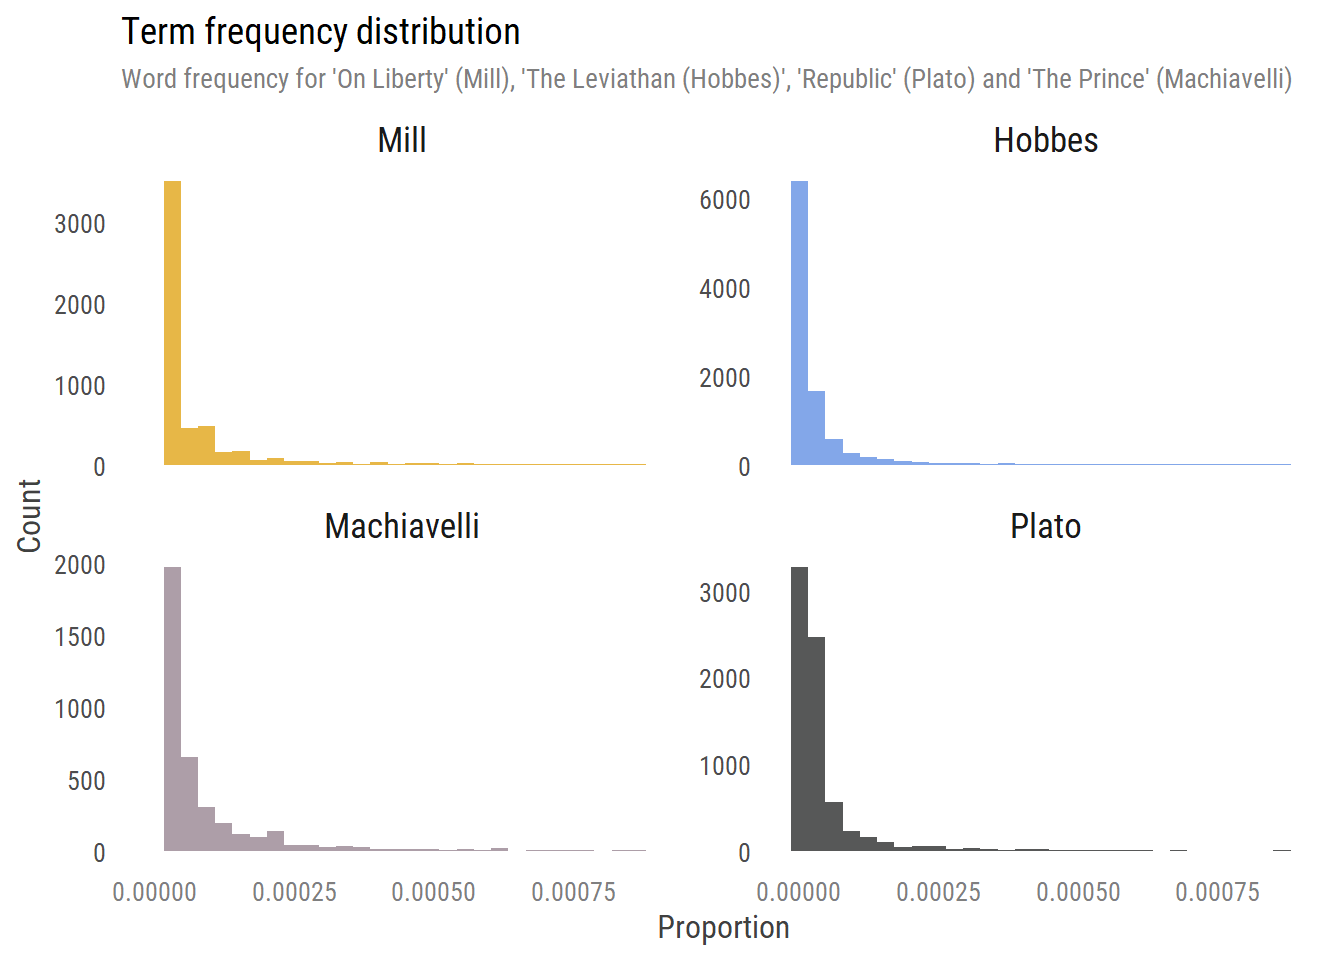 Term frequency distribution
Word frequency for 'On Liberty' (Mill), 'The Leviathan (Hobbes)', 'Republic' (Plato) and 'The Prince' (Machiavelli)
Mill
3000
2000
1000
0
Hobbes
6000
4000
2000
0
Count
Machiavelli
2000
1500
1000
500
0
0.00000 0.00025 0.00050 0.00075
Plato
3000
2000
1000
0
0.00000 0.00025 0.00050 0.00075
Proportion